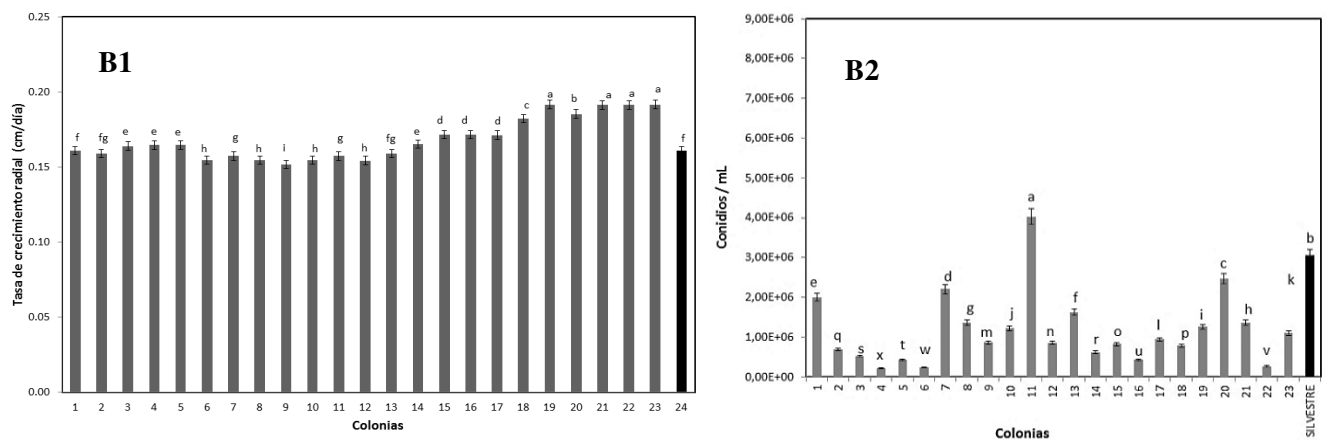 B1
Tasa de crecimiento radial (cm/día)
0.25
0.20
0.15
0.10
0.05
0.00
f fg e e e h g h i h g h fg e d d d c a b a a a f
1 2 3 4 5 6 7 8 9 10 11 12 13 14 15 16 17 18 19 20 21 22 23 24
Colonias
B2
Conidios / mL
9,00E+06
8,00E+06
7,00E+06
6,00E+06
5,00E+06
4,00E+06
3,00E+06
2,00E+06
1,00E+06
0,00E+00
e q s x t w d g m j a n f r o u l p i c h v k b
1 2 3 4 5 6 7 8 9 10 11 12 13 14 15 16 17 18 19 20 21 22 23 SILVESTRE
Colonias